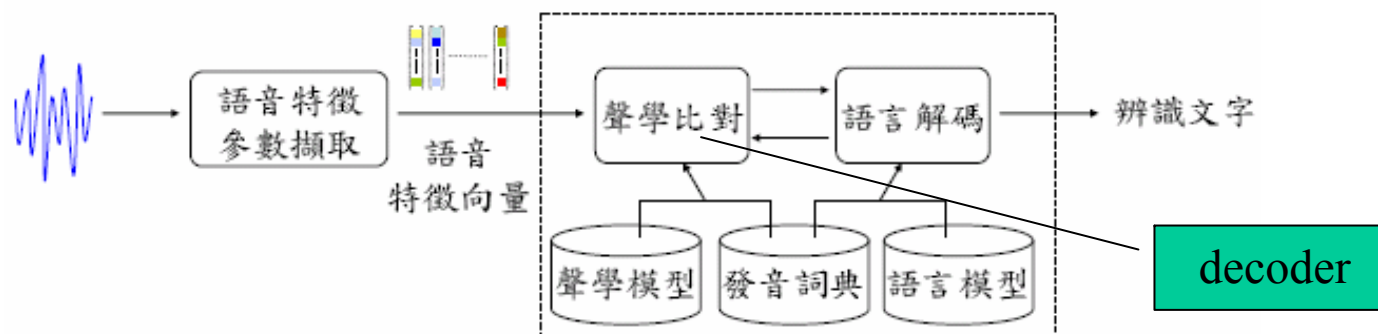 語音特徵
參數擷取
語音
特徵向量
聲學比對
語言解碼
辨識文字
聲學模型
發音詞典
語言模型
decoder